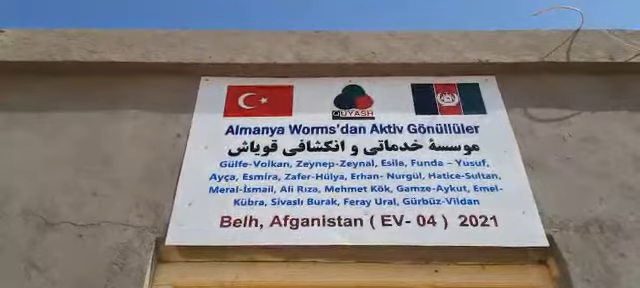 GUYASH
Almanya Worms'dan Aktiv Gönüllüler
موسسهٔ خدماتی و انکشافی قویاش
Gülfe-Volkan, Zeynep-Zeynal, Esila, Funda - Yusuf,
Ayça, Esmira, Zafer-Hülya, Erhan- Nurgül, Hatice-Sultan,
Meral-İsmail, Ali Rıza, Mehmet Kök, Gamze-Aykut, Emel-
Kübra, Sivaslı Burak, Feray Ural, Gürbüz-Vildan
Belh, Afganistan ( EV- 04 ) 2021